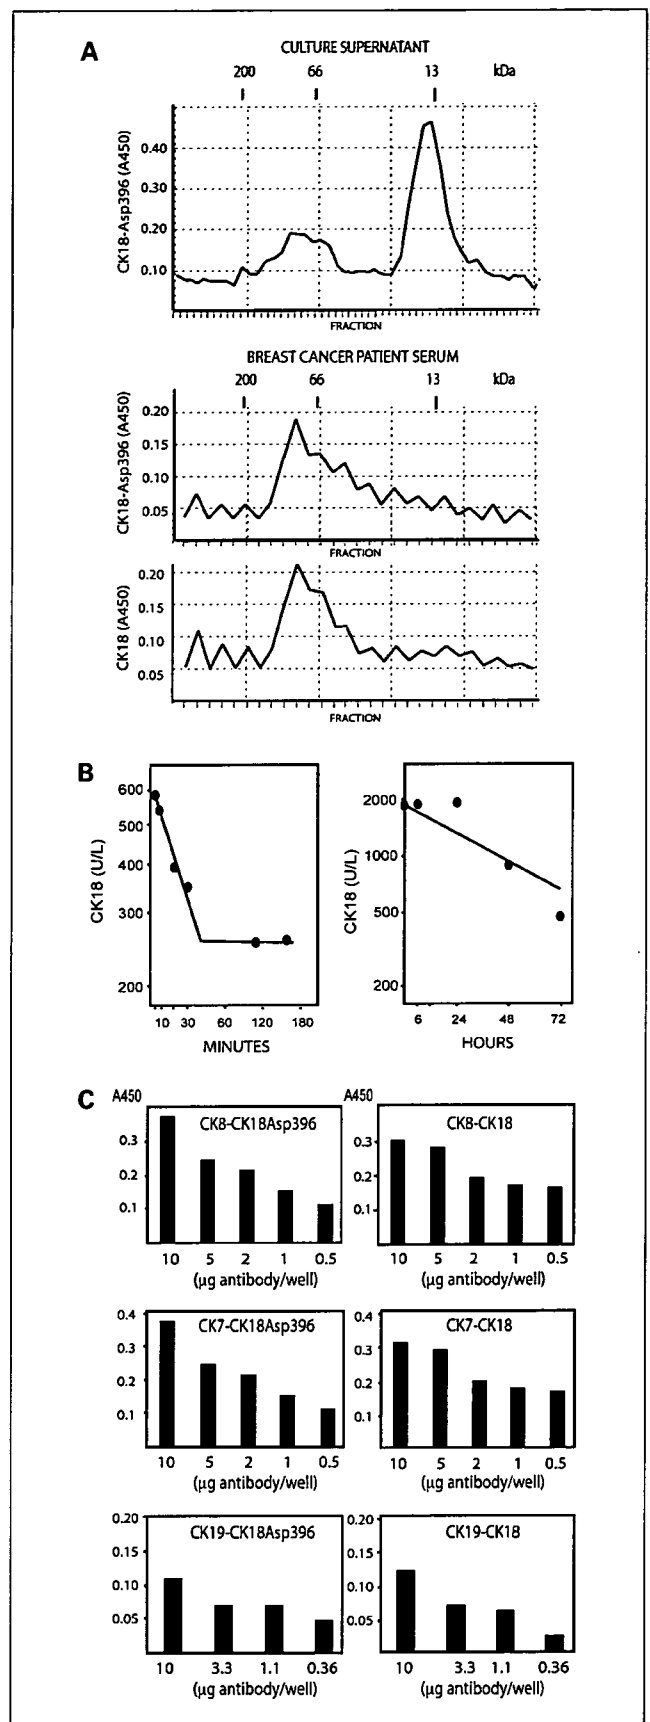 A
CULTURE SUPERNATANT
200 66 13 kDa
CK18-Asp396 (A450)
0.40
0.30
0.20
0.10
FRACTION
BREAST CANCER PATIENT SERUM
200 66 13 kDa
CK18-Asp396 (A450)
0.20
0.15
0.10
0.05
FRACTION
CK18 (A450)
0.20
0.15
0.10
0.05
FRACTION
B
CK18 (U/L)
600
500
400
300
200
10 30 60 120 180
MINUTES
CK18 (U/L)
2000
1000
500
200
6 24 48 72
HOURS
C
A450
CK8-CK18Asp396
0.3
0.2
0.1
10 5 2 1 0.5
(μg antibody/well)
A450
CK8-CK18
0.3
0.2
0.1
10 5 2 1 0.5
(μg antibody/well)
CK7-CK18Asp396
0.4
0.3
0.2
0.1
10 5 2 1 0.5
(μg antibody/well)
CK7-CK18
0.4
0.3
0.2
0.1
10 5 2 1 0.5
(μg antibody/well)
CK19-CK18Asp396
0.20
0.15
0.10
0.05
10 3.3 1.1 0.36
(μg antibody/well)
CK19-CK18
0.20
0.15
0.10
0.05
10 3.3 1.1 0.36
(μg antibody/well)